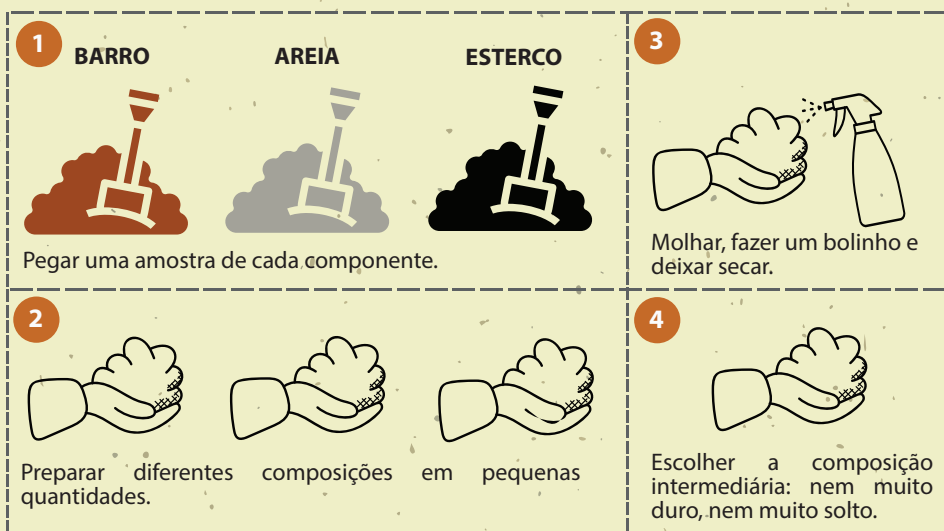 1
BARRO
AREIA
ESTERCO
Pegar uma amostra de cada componente.
2
Preparar diferentes composições em pequenas
quantidades.
3
Molhar, fazer um bolinho e
deixar secar.
4
Escolher a composição
intermediária: nem muito
duro, nem muito solto.